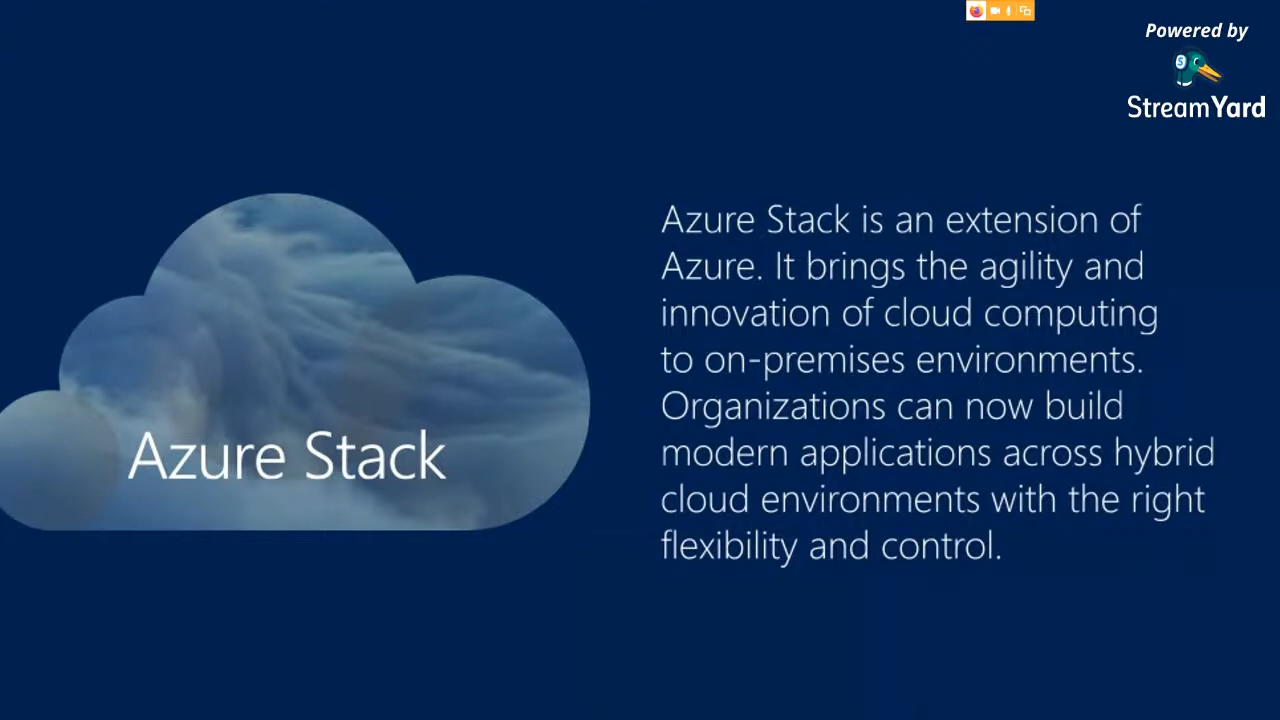 Powered by
StreamYard
Azure Stack
Azure Stack is an extension of
Azure. It brings the agility and
innovation of cloud computing
to on-premises environments.
Organizations can now build
modern applications across hybrid
cloud environments with the right
flexibility and control.